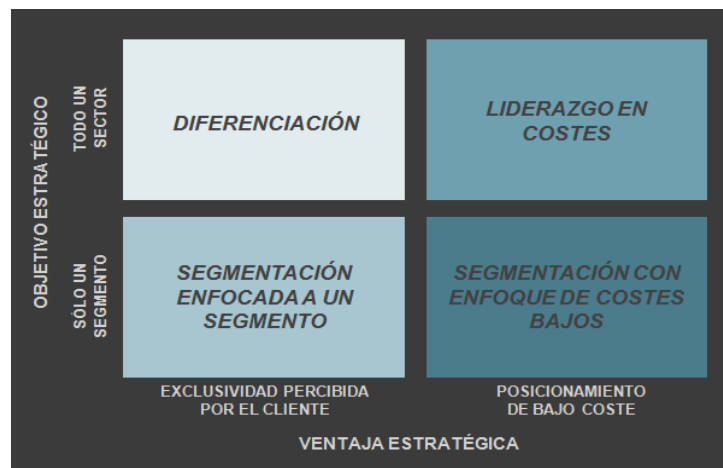 OBJETIVO ESTRATÉGICO
TODO UN
SECTOR
DIFERENCIACIÓN
LIDERAZGO EN
COSTES
SÓLO UN
SEGMENTO
SEGMENTACIÓN
ENFOCADA A UN
SEGMENTO
SEGMENTACIÓN CON
ENFOQUE DE COSTES
BAJOS
EXCLUSIVIDAD PERCIBIDA
POR EL CLIENTE
POSICIONAMIENTO
DE BAJO COSTE
VENTAJA ESTRATÉGICA